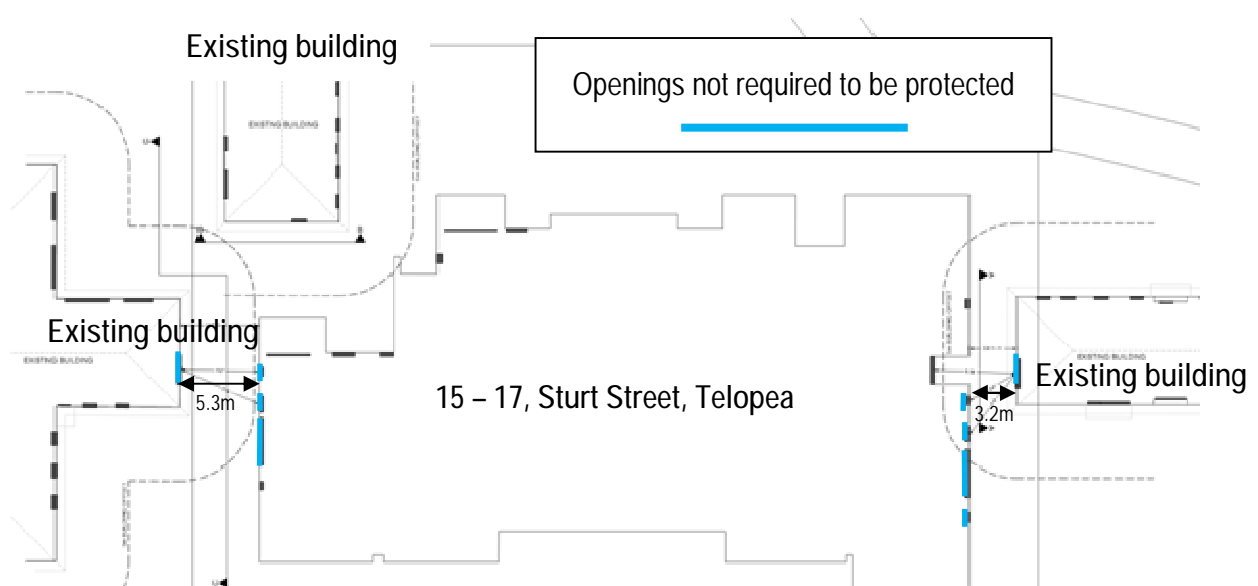 Existing building
Openings not required to be protected
EXISTING BUILDING
Existing building
EXISTING BUILDING
5.3m
15 – 17, Sturt Street, Telopea
Existing building
EXISTING BUILDING
3.2m